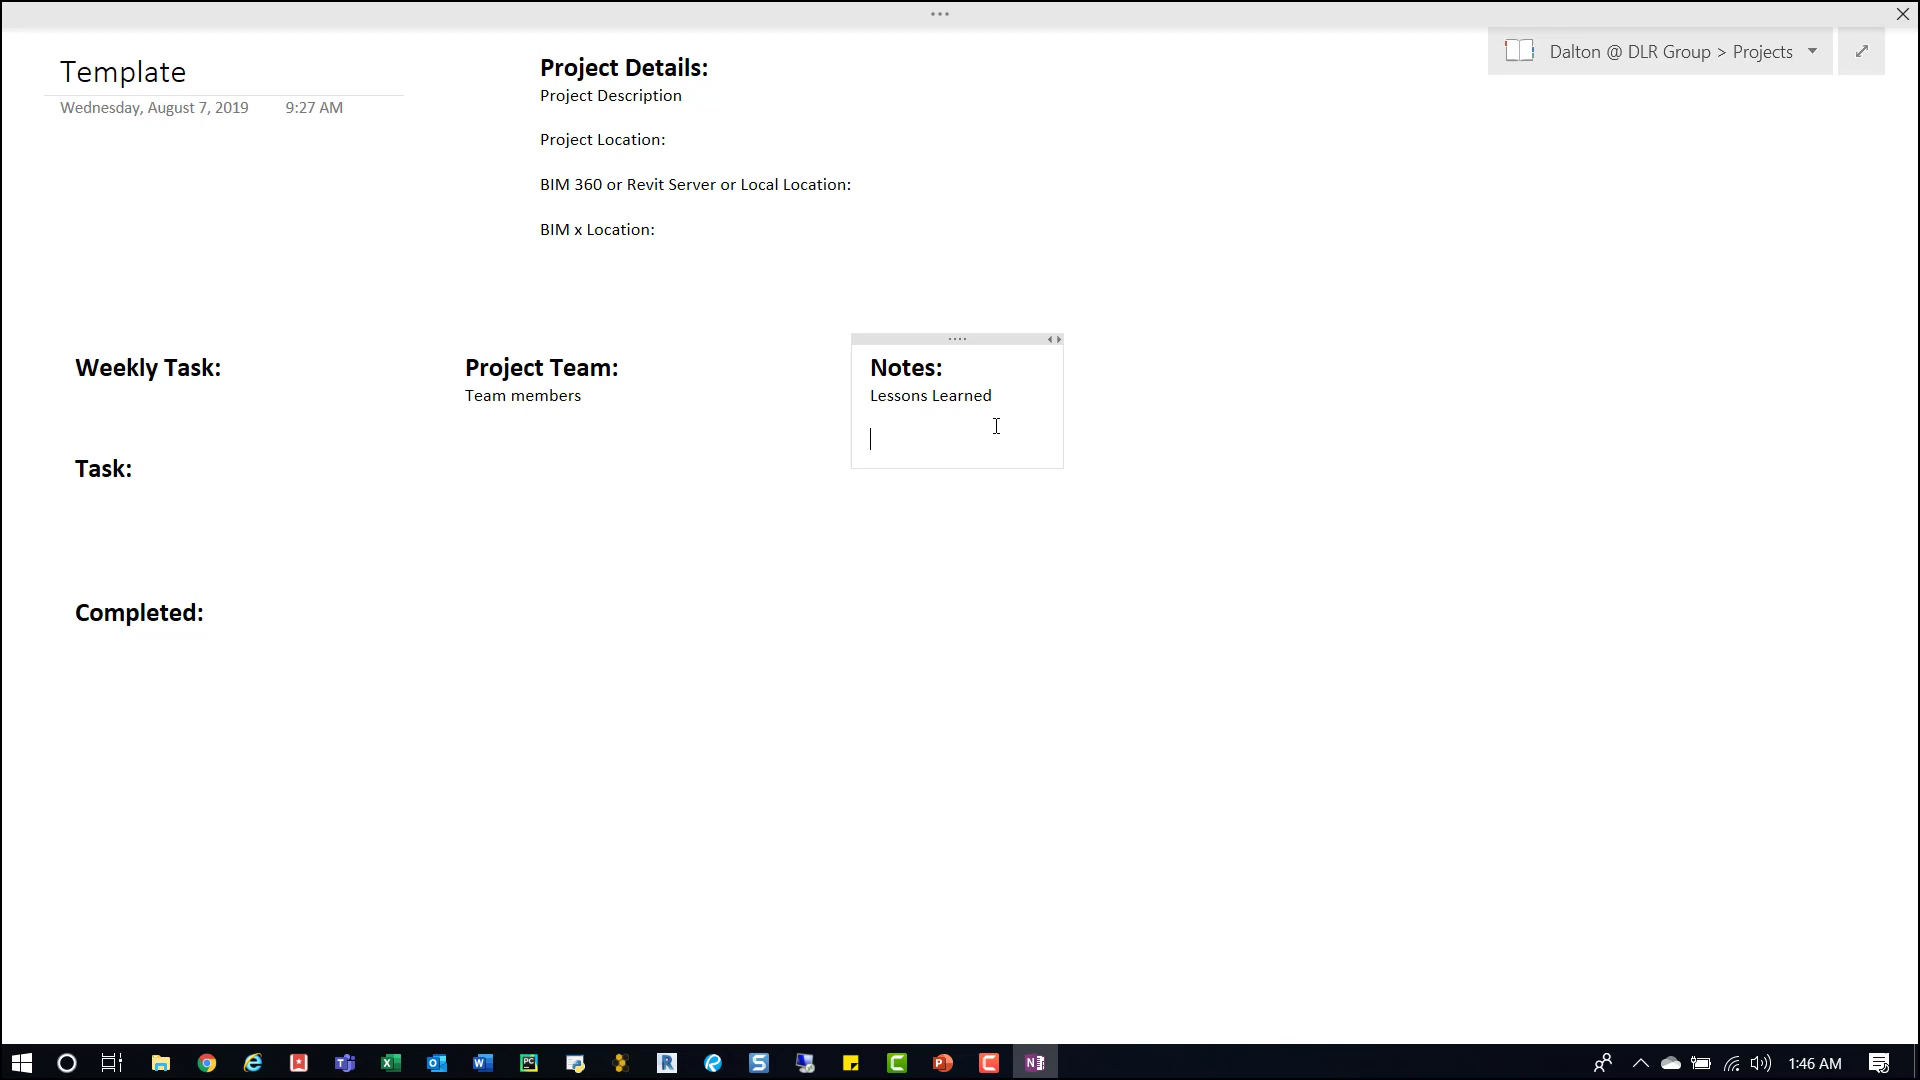 Dalton @ DLR Group > Projects
Template
Wednesday, August 7, 2019 9:27 AM
Project Details:
Project Description
Project Location:
BIM 360 or Revit Server or Local Location:
BIM x Location:
Weekly Task:
Task:
Completed:
Project Team:
Team members
Notes:
Lessons Learned
1:46 AM